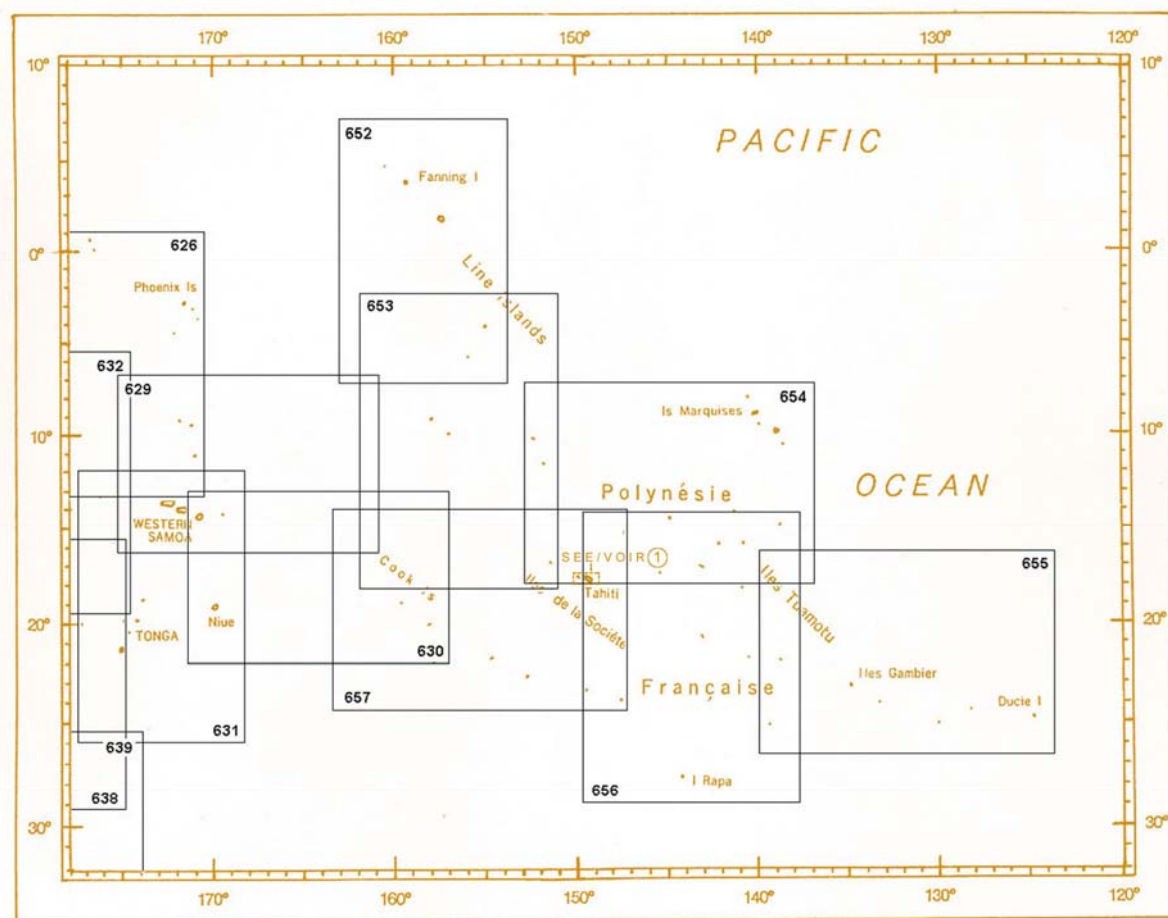 170° 160° 150° 140° 130° 120°
10° 10°
652
PACIFIC
Fanning I
626
0° 0°
Phoenix Is
Line Islands
653
632
629
654
Is Marquises
10° 10°
OCEAN
Polynésie
WESTERN
SAMOA
SEE/VOIR 1
655
Cook Is
Iles de la Société
Tahiti
Iles Tuamotu
Niue
20° 20°
TONGA
630
Iles Gambier
Française
657
Ducie I
631
639
I Rapa
638
656
30° 30°
170° 160° 150° 140° 130° 120°